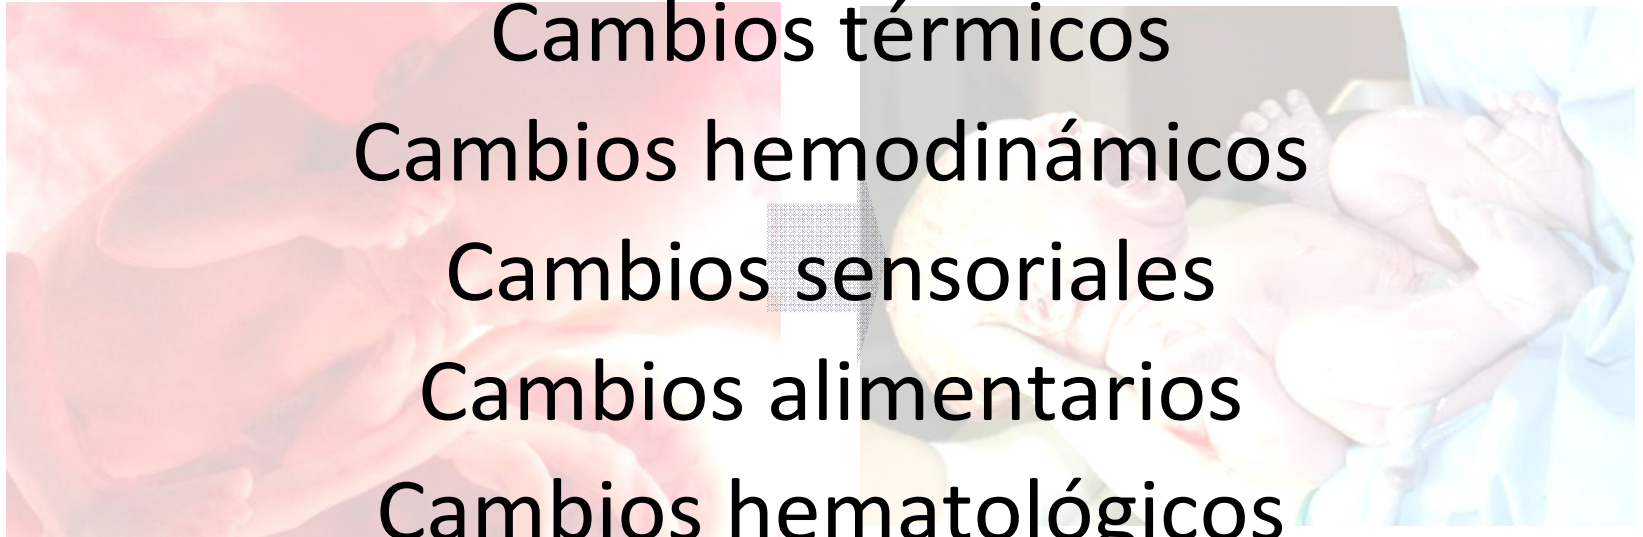 Cambios térmicos
Cambios hemodinámicos
Cambios sensoriales
Cambios alimentarios
Cambios hematológicos